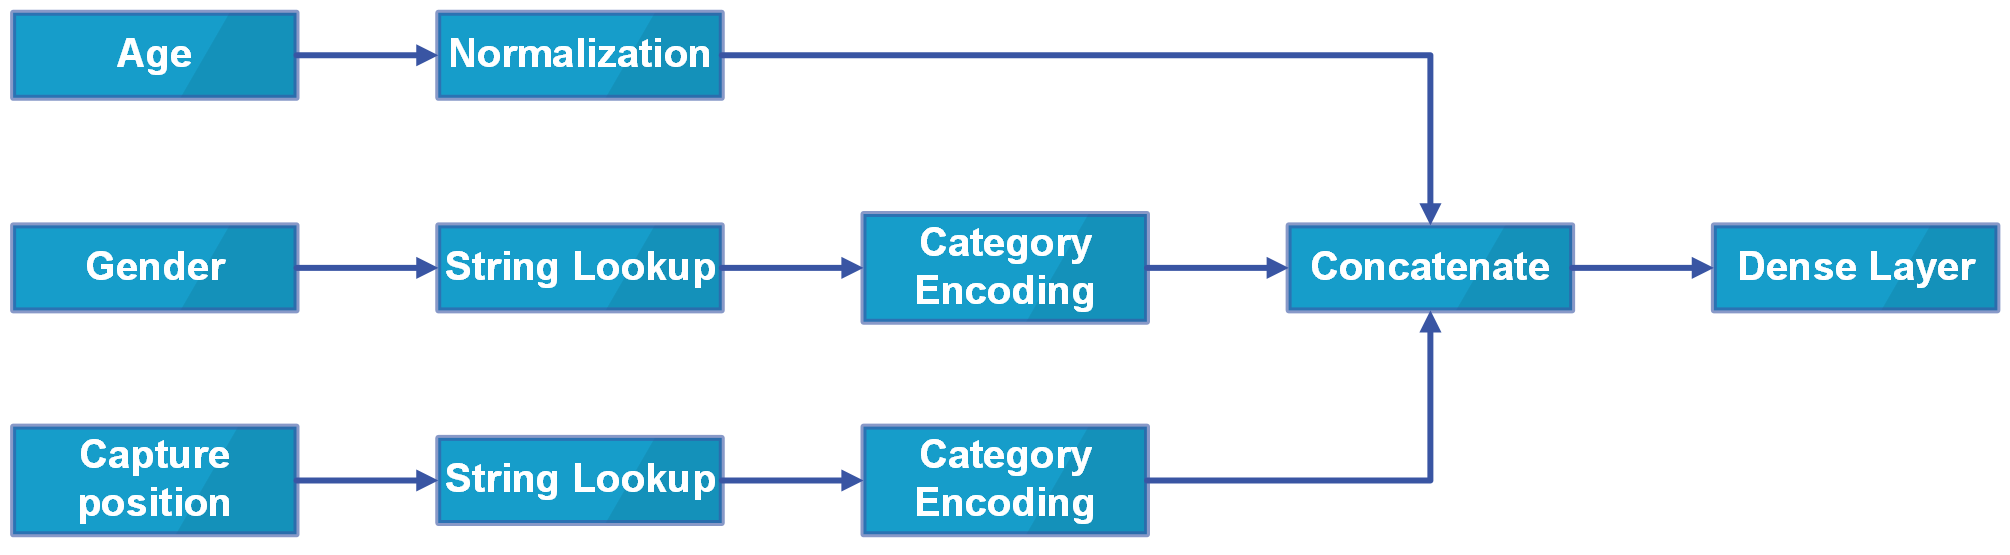 Age
Normalization
Gender
String Lookup
Category
Encoding
Concatenate
Dense Layer
Capture
position
String Lookup
Category
Encoding